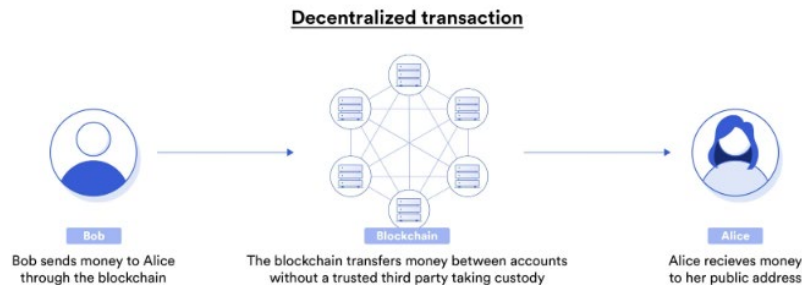 Decentralized transaction
Bob
Blockchain
Alice
Bob sends money to Alice
through the blockchain
The blockchain transfers money between accounts
without a trusted third party taking custody
Alice recieves money
to her public address